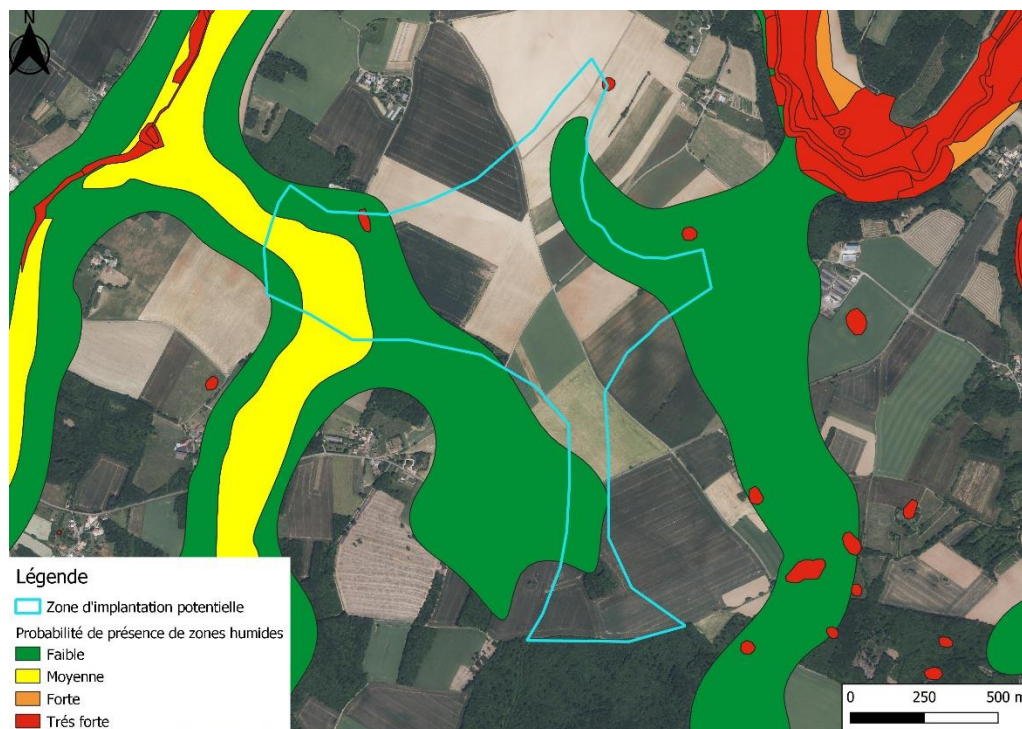 N
Légende
Zone d'implantation potentielle
Probabilité de présence de zones humides
Faible
Moyenne
Forte
Trés forte
0 250 500 m